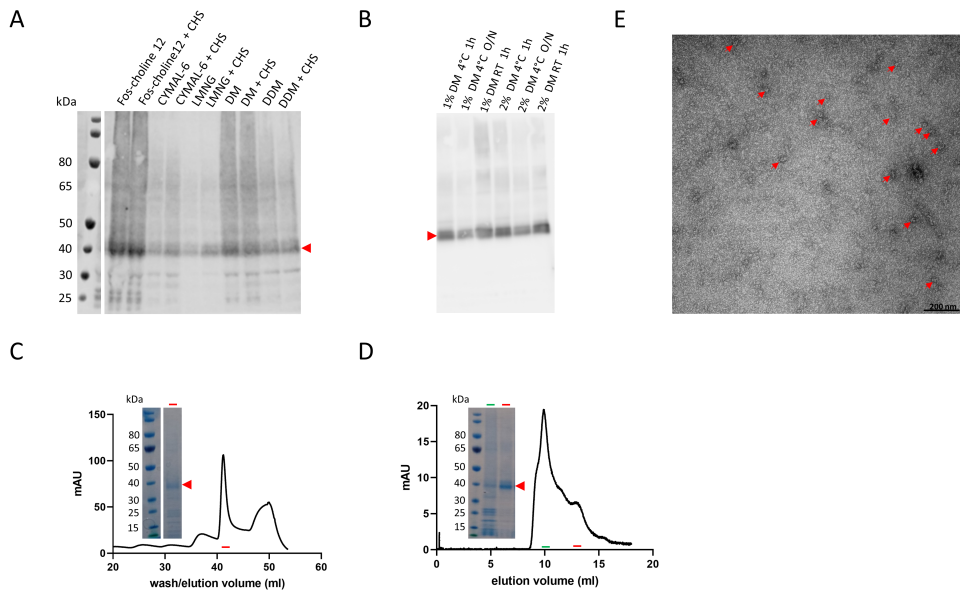 A
Fos-choline 12
Fos-choline12 + CHS
CYMAL-6
CYMAL-6 + CHS
LMNG
LMNG + CHS
DM
DM + CHS
DDM
DDM + CHS
kDa
80
65
50
40
30
25
B
1% DM 4°C 1h
1% DM 4°C O/N
1% DM RT 1h
2% DM 4°C 1h
2% DM 4°C O/N
2% DM RT 1h
E
200 nm
C
kDa
80
65
50
40
30
25
15
150
100
50
0
mAU
20
30
40
50
60
wash/elution volume (ml)
D
kDa
80
65
50
40
30
25
15
20
15
10
5
0
mAU
0
5
10
15
20
elution volume (ml)